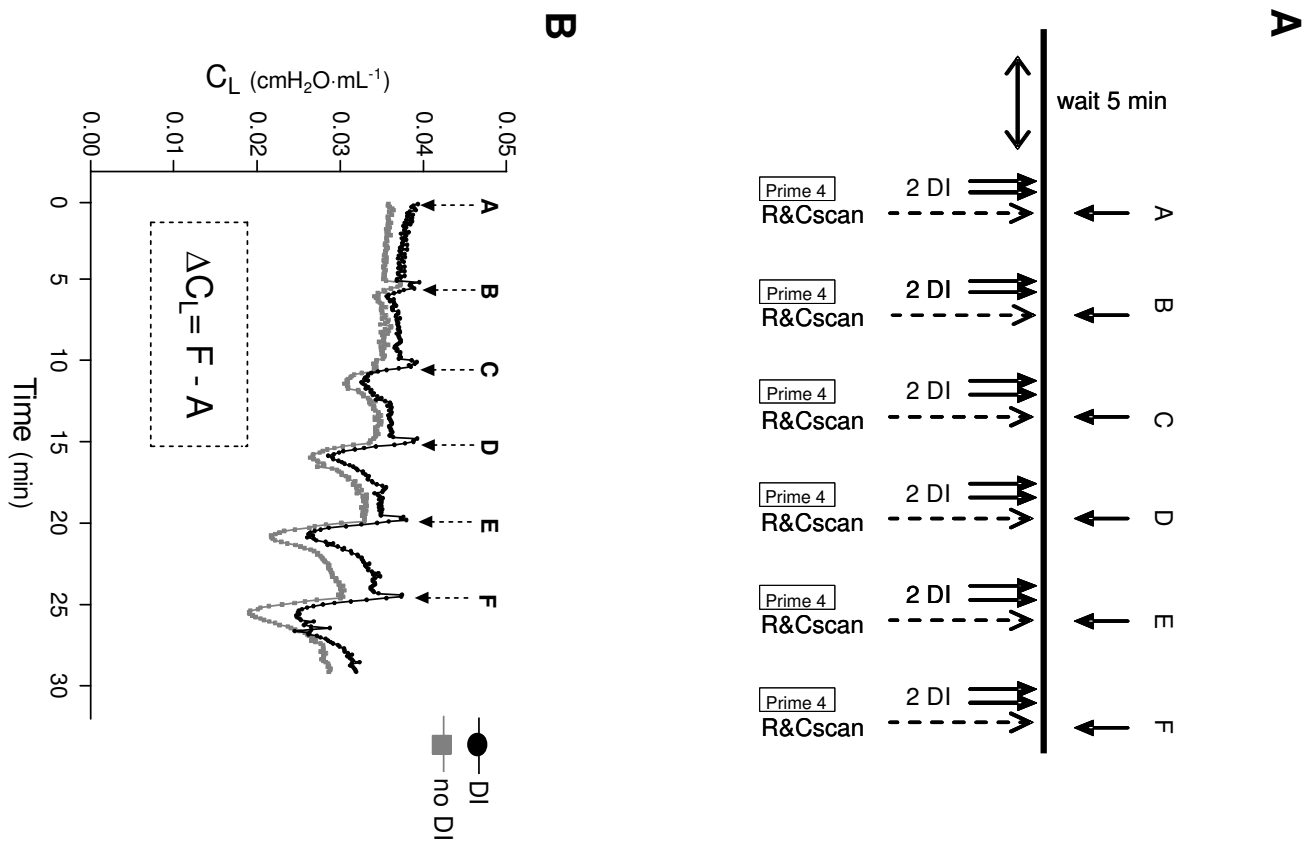 A
wait 5 min
A B C D E F
2 DI 2 DI 2 DI 2 DI 2 DI 2 DI
Prime 4 Prime 4 Prime 4 Prime 4 Prime 4 Prime 4
R&Cscan R&Cscan R&Cscan R&Cscan R&Cscan R&Cscan
B
DI
no DI
C_L (cmH₂O·mL⁻¹)
0.05
0.04
0.03
0.02
0.01
0.00
A B C D E F
ΔC_L= F - A
0 5 10 15 20 25 30
Time (min)